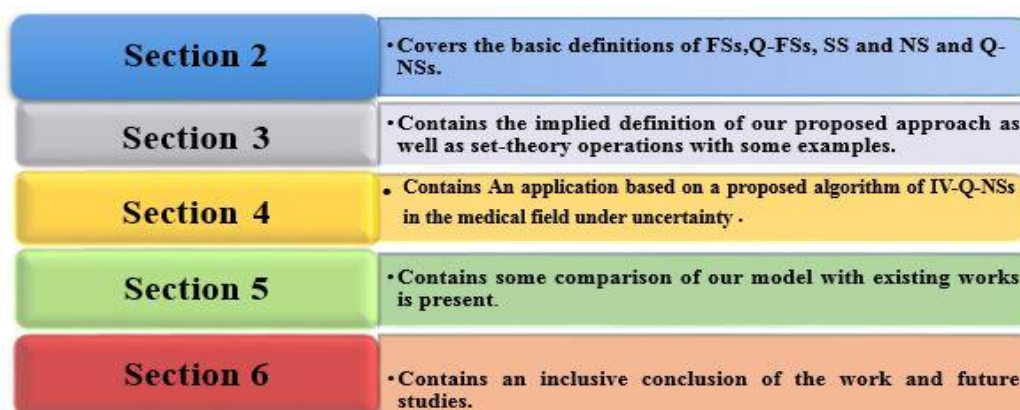 Section 2
•Covers the basic definitions of FSs,Q-FSs, SS and NS and Q-
NSs.
Section 3
•Contains the implied definition of our proposed approach as
well as set-theory operations with some examples.
Section 4
• Contains An application based on a proposed algorithm of IV-Q-NSs
in the medical field under uncertainty .
Section 5
•Contains some comparison of our model with existing works
is present.
Section 6
•Contains an inclusive conclusion of the work and future
studies.